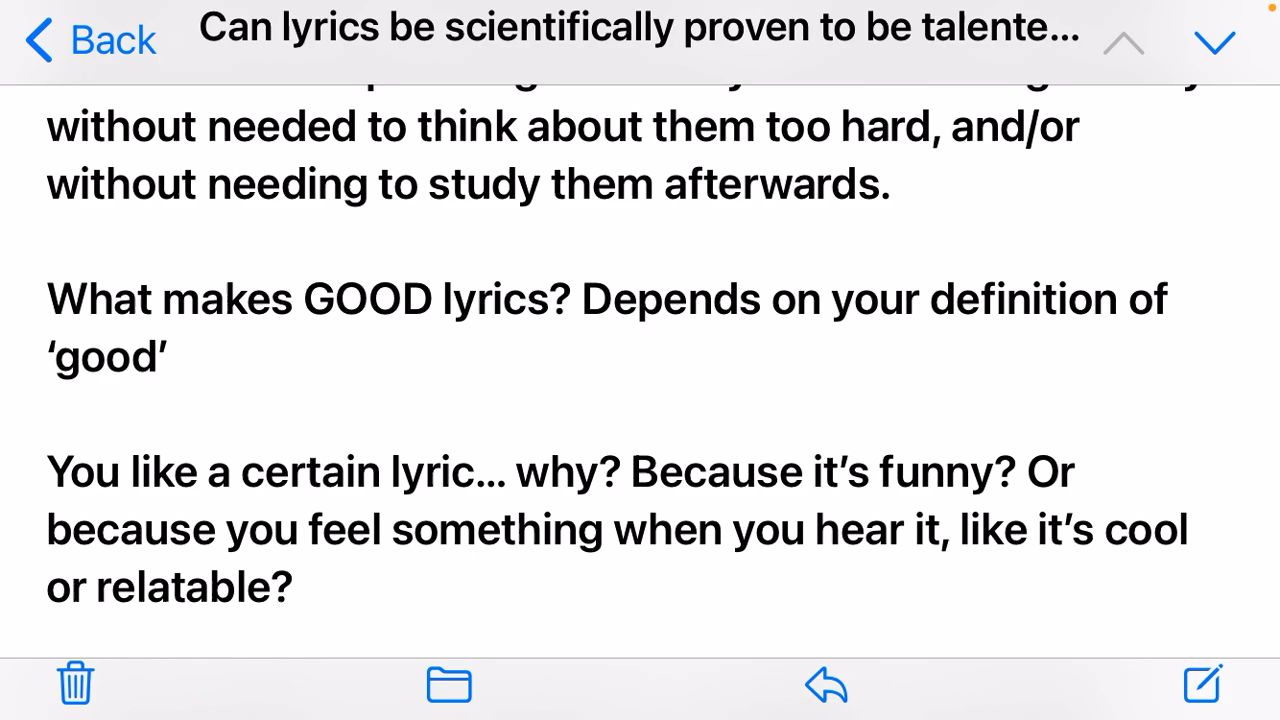 Back
Can lyrics be scientifically proven to be talente...
without needed to think about them too hard, and/or
without needing to study them afterwards.
What makes GOOD lyrics? Depends on your definition of
‘good’
You like a certain lyric... why? Because it’s funny? Or
because you feel something when you hear it, like it’s cool
or relatable?